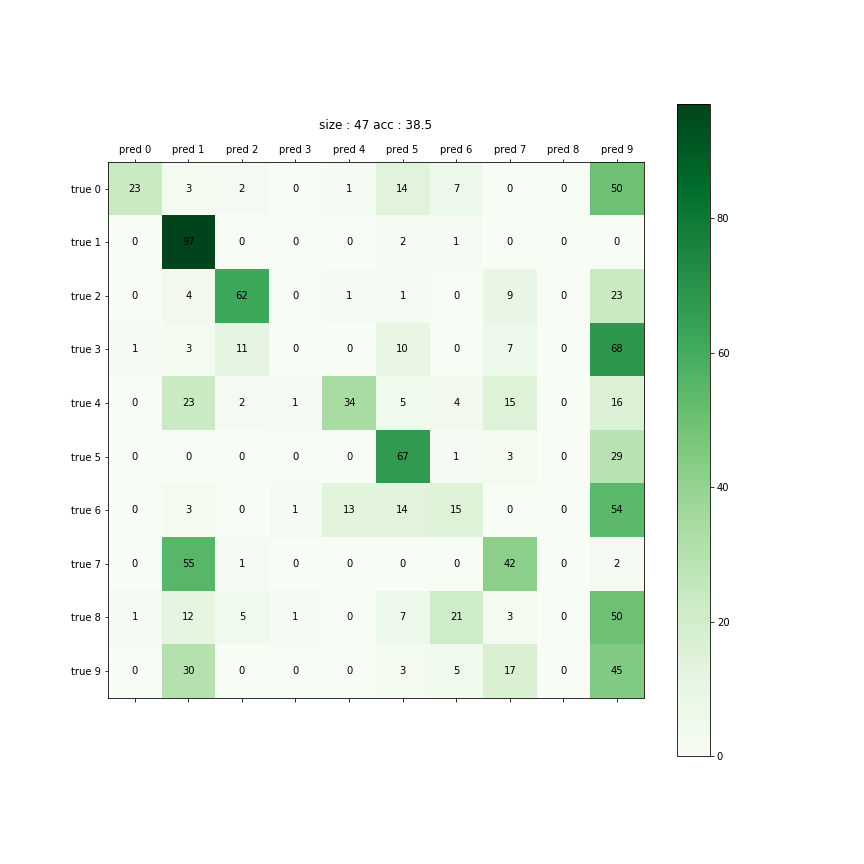 size : 47 acc : 38.5
pred 0 pred 1 pred 2 pred 3 pred 4 pred 5 pred 6 pred 7 pred 8 pred 9
true 0 23 3 2 0 1 14 7 0 0 50
true 1 0 97 0 0 0 2 1 0 0 0
true 2 0 4 62 0 1 1 0 9 0 23
true 3 1 3 11 0 0 10 0 7 0 68
true 4 0 23 2 1 34 5 4 15 0 16
true 5 0 0 0 0 0 67 1 3 0 29
true 6 0 3 0 1 13 14 15 0 0 54
true 7 0 55 1 0 0 0 0 42 0 2
true 8 1 12 5 1 0 7 21 3 0 50
true 9 0 30 0 0 0 3 5 17 0 45
80
60
40
20
0